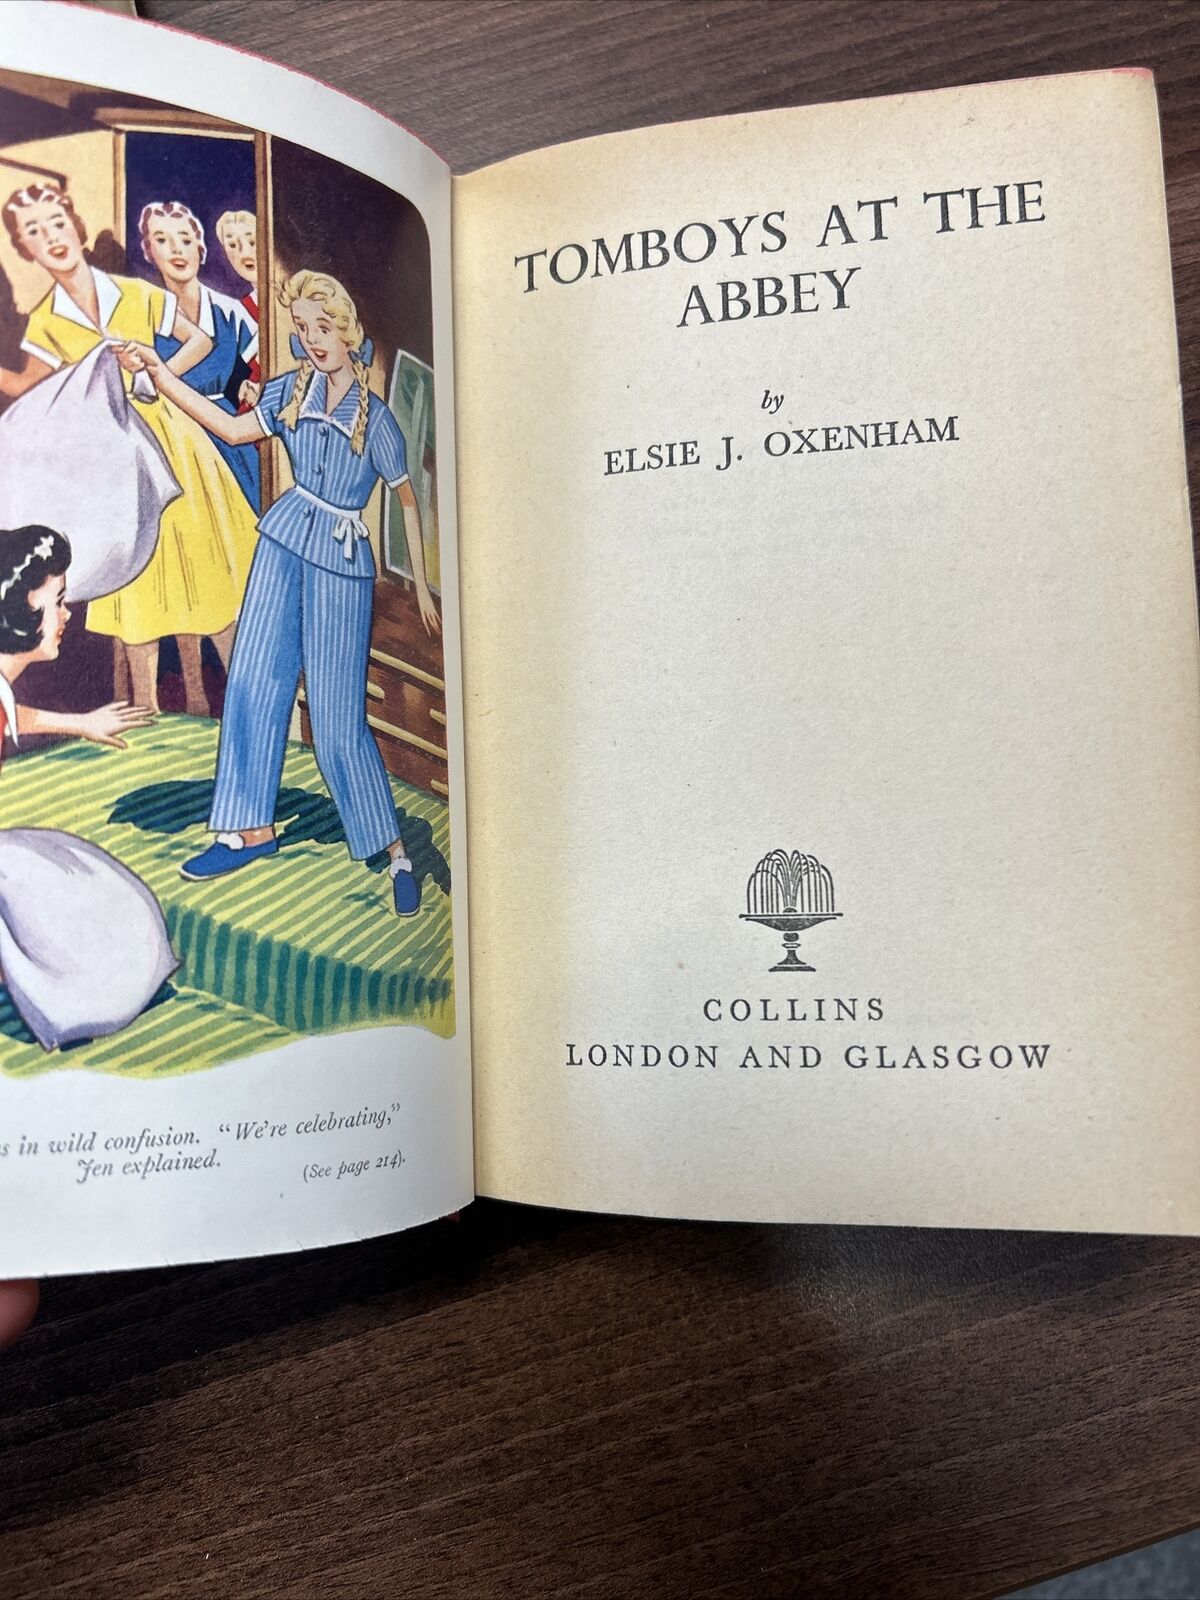 in wild confusion. “We're celebrating,”
Jen explained.
(See page 214).
TOMBOYS AT THE
ABBEY
by
ELSIE J. OXENHAM
COLLINS
LONDON AND GLASGOW